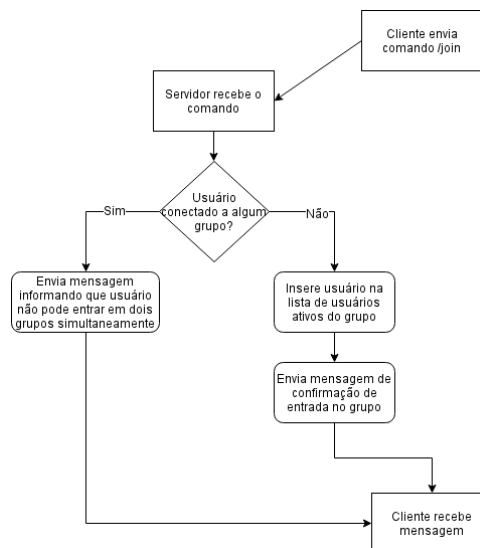 Cliente envia
comando /join
Servidor recebe o
comando
Usuário
conectado a algum
grupo?
Sim
Não
Envia mensagem
informando que usuário
não pode entrar em dois
grupos simultaneamente
Insere usuário na
lista de usuários
ativos do grupo
Envia mensagem de
confirmação de
entrada no grupo
Cliente recebe
mensagem